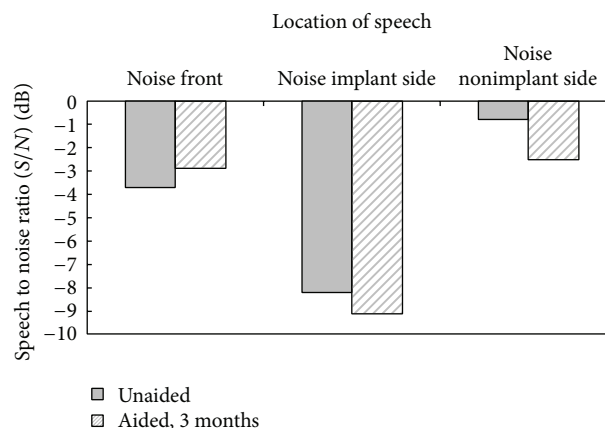 Location of speech
Noise front
Noise implant side
Noise
nonimplant side
Speech to noise ratio (S/N) (dB)
0
−1
−2
−3
−4
−5
−6
−7
−8
−9
−10
Unaided
Aided, 3 months